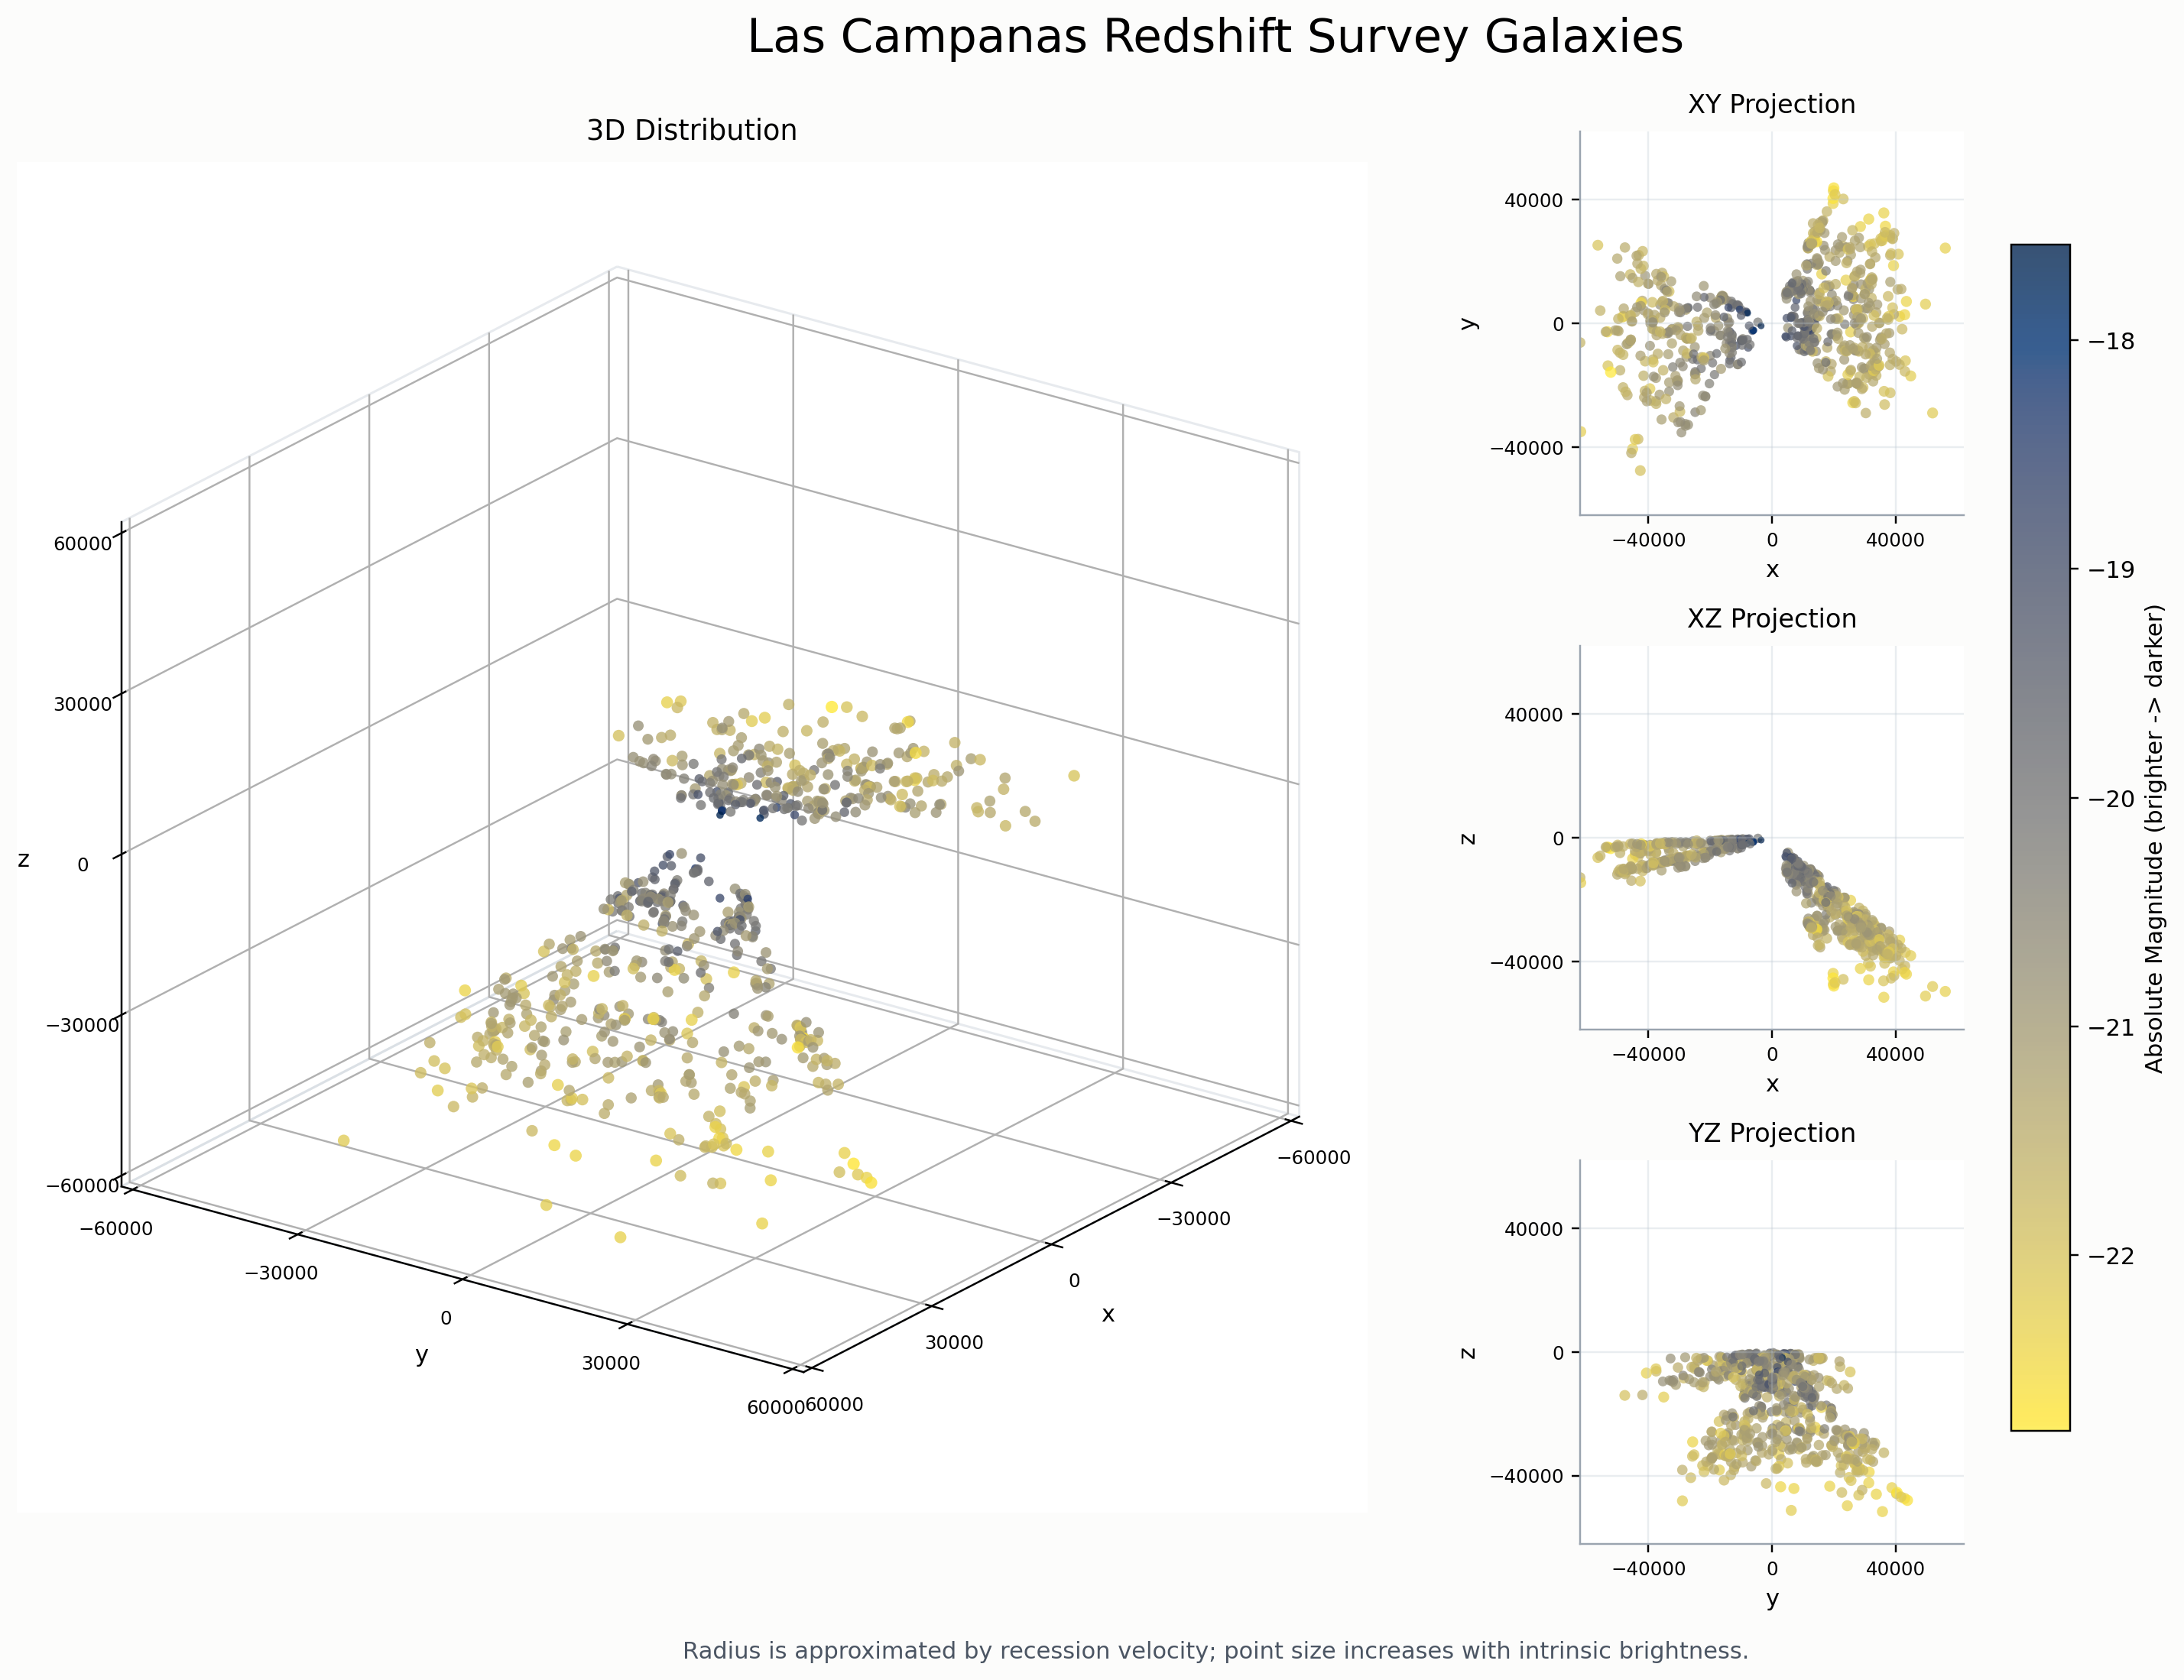 Las Campanas Redshift Survey Galaxies
3D Distribution
60000
30000
0
−30000
−60000
z
−60000
−30000
0
30000
60000
y
60000
30000
0
−30000
−60000
x
XY Projection
40000
0
−40000
y
−40000
0
40000
x
XZ Projection
40000
0
−40000
z
−40000
0
40000
x
YZ Projection
40000
0
−40000
z
−40000
0
40000
y
−18
−19
−20
−21
−22
Absolute Magnitude (brighter -> darker)
Radius is approximated by recession velocity; point size increases with intrinsic brightness.